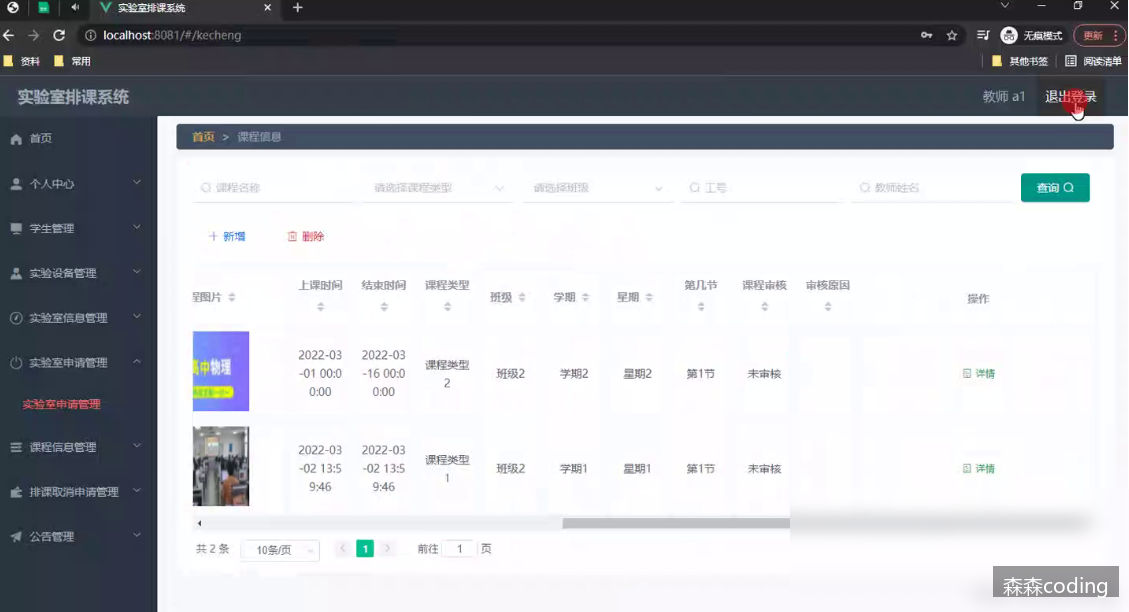 实验室排课系统
localhost:8081/#/kecheng
无痕模式
更新
资料
常用
其他书签
阅读清单
实验室排课系统
教师 a1
退出登录
首页
个人中心
学生管理
实验设备管理
实验室信息管理
实验室申请管理
实验室申请管理
课程信息管理
排课取消申请管理
公告管理
首页 > 课程信息
课程名称
请选择课程类型
请选择班级
工号
教师姓名
查询
新增
删除
程图片 上课时间 结束时间 课程类型 班级 学期 星期 第几节 课程审核 审核原因 操作
高中物理
2022-03-01 00:00:00 2022-03-16 00:00:00 课程类型2 班级2 学期2 星期2 第1节 未审核 详情
2022-03-02 13:59:46 2022-03-02 13:59:46 课程类型1 班级2 学期1 星期1 第1节 未审核 详情
共 2 条 10条/页 1 前往 1 页
森森coding